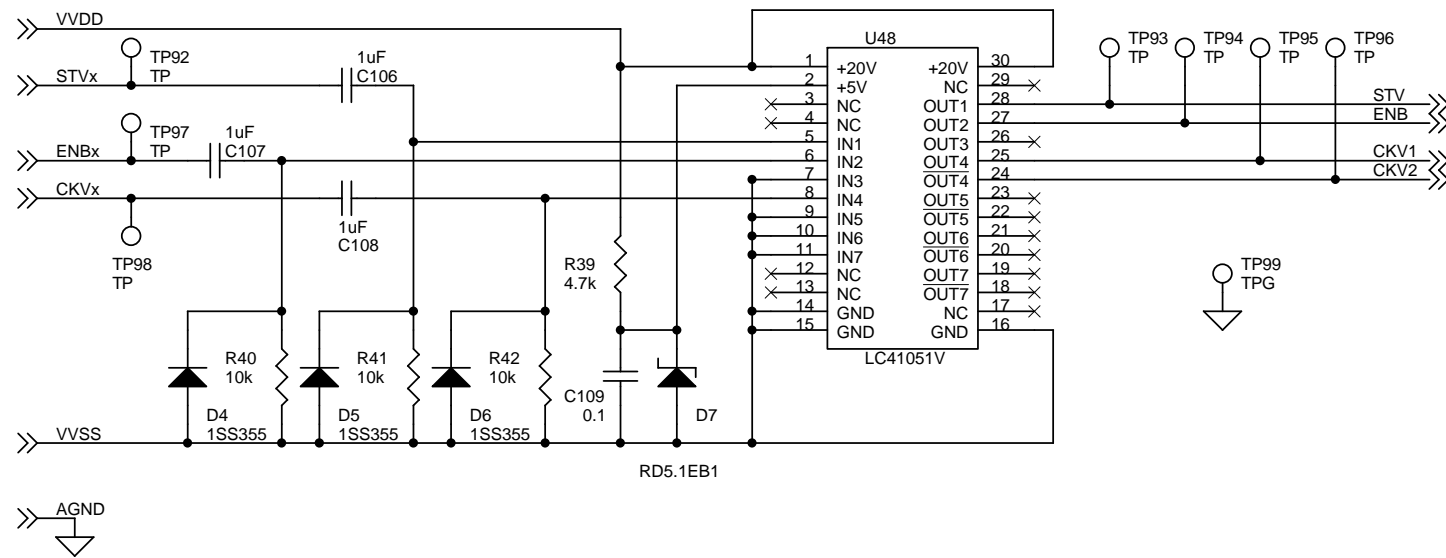 VVDD
TP92
TP
STVx
1uF
C106
TP97
TP
ENBx
1uF
C107
CKVx
1uF
C108
TP98
TP
R39
4.7k
U48
1 +20V
2 +5V
3 NC
4 NC
5 IN1
6 IN2
7 IN3
8 IN4
9 IN5
10 IN6
11 IN7
12 NC
13 NC
14 GND
15 GND
+20V 30
NC 29
OUT1 28
OUT2 27
OUT3 26
OUT4 25
OUT4 24
OUT5 23
OUT5 22
OUT6 21
OUT6 20
OUT7 19
OUT7 18
NC 17
GND 16
LC41051V
TP93
TP
TP94
TP
TP95
TP
TP96
TP
STV
ENB
CKV1
CKV2
TP99
TPG
R40
10k
D4
1SS355
R41
10k
D5
1SS355
R42
10k
D6
1SS355
C109
0.1
D7
RD5.1EB1
VVSS
AGND